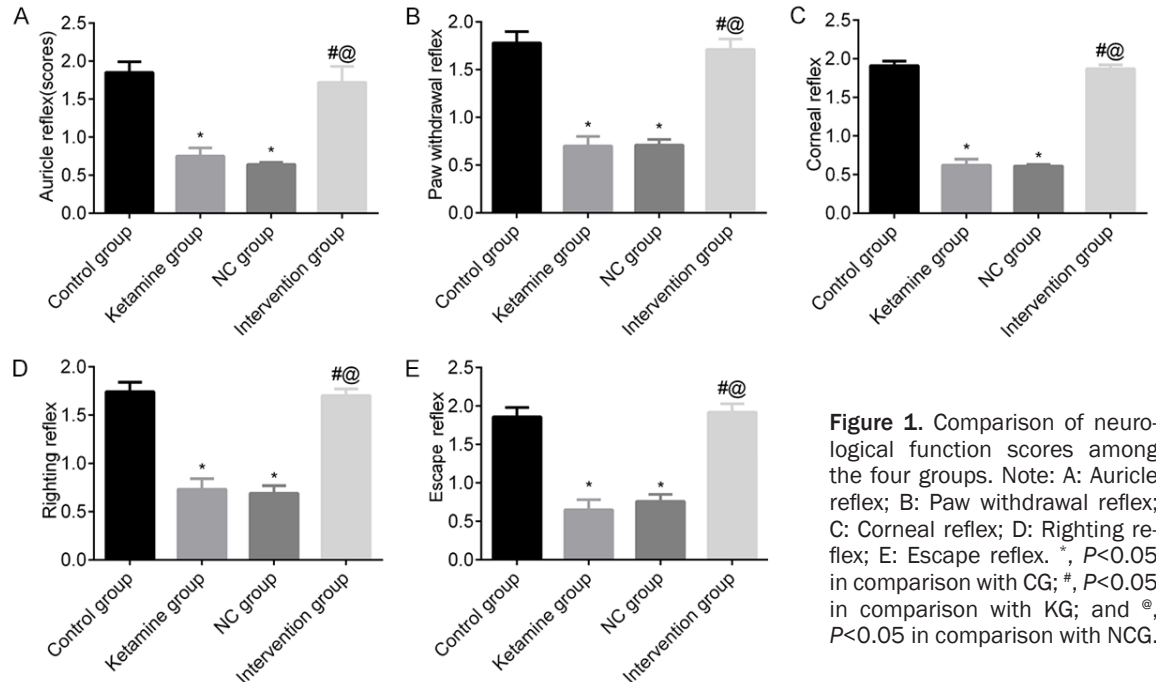 A
Auricle reflex(scores)
2.5
2.0
1.5
1.0
0.5
0.0
*
*
#@
Control group
Ketamine group
NC group
Intervention group
B
Paw withdrawal reflex
2.0
1.5
1.0
0.5
0.0
*
*
#@
Control group
Ketamine group
NC group
Intervention group
C
Corneal reflex
2.5
2.0
1.5
1.0
0.5
0.0
*
*
#@
Control group
Ketamine group
NC group
Intervention group
D
Righting reflex
2.0
1.5
1.0
0.5
0.0
*
*
#@
Control group
Ketamine group
NC group
Intervention group
E
Escape reflex
2.5
2.0
1.5
1.0
0.5
0.0
*
*
#@
Control group
Ketamine group
NC group
Intervention group
Figure 1. Comparison of neuro-
logical function scores among
the four groups. Note: A: Auricle
reflex; B: Paw withdrawal reflex;
C: Corneal reflex; D: Righting re-
flex; E: Escape reflex. *, P<0.05
in comparison with CG; #, P<0.05
in comparison with KG; and @,
P<0.05 in comparison with NCG.